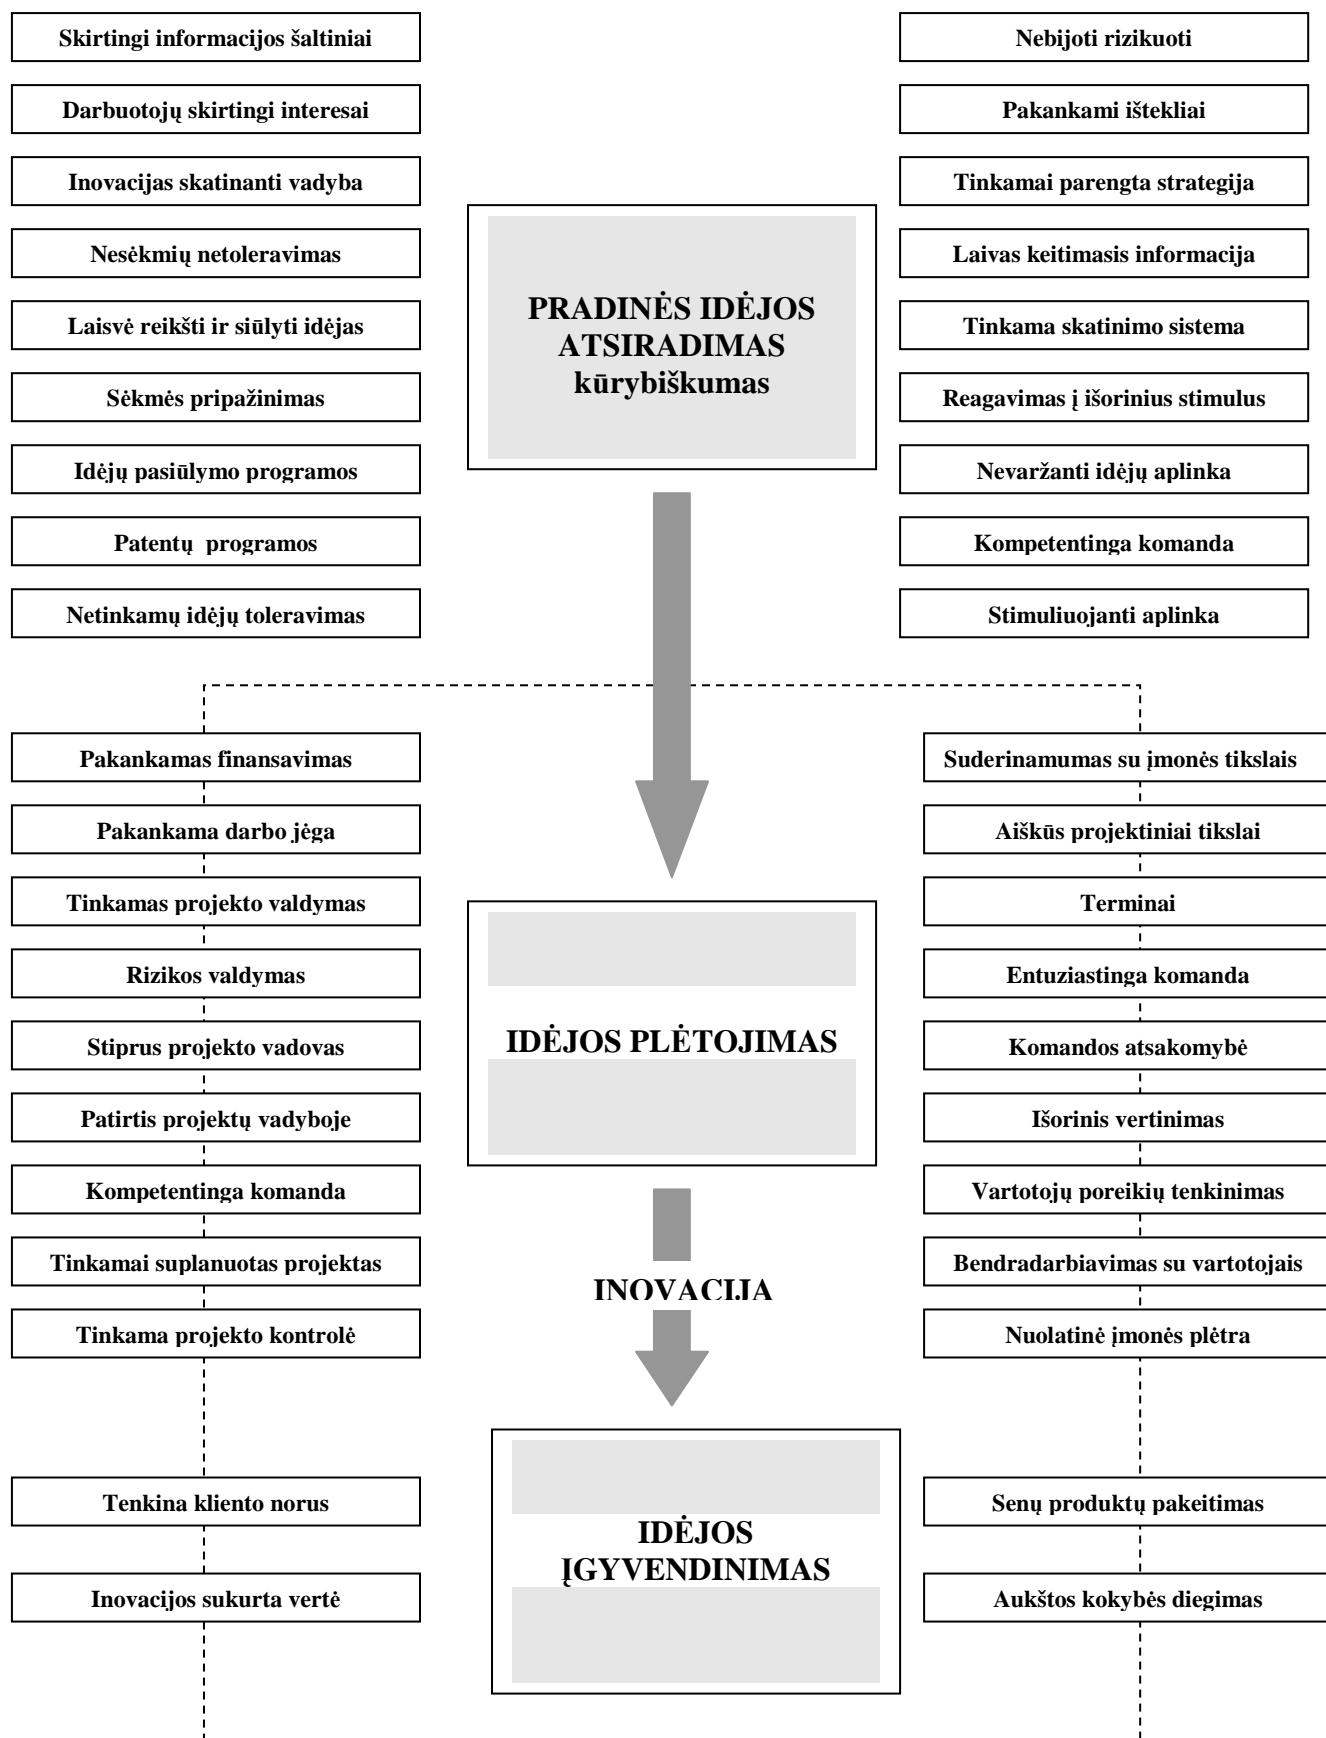 Skirtingi informacijos šaltiniai
Darbuotojų skirtingi interesai
Inovacijas skatinanti vadyba
Nesėkmių netoleravimas
Laisvė reikšti ir siūlyti idėjas
Sėkmės pripažinimas
Idėjų pasiūlymo programos
Patentų programos
Netinkamų idėjų toleravimas
PRADINĖS IDĖJOS
ATSIRADIMAS
kūrybiškumas
Nebijoti rizikuoti
Pakankami ištekliai
Tinkamai parengta strategija
Laivas keitimasis informacija
Tinkama skatinimo sistema
Reagavimas į išorinius stimulus
Nevaržanti idėjų aplinka
Kompetentinga komanda
Stimuliuojanti aplinka
Pakankamas finansavimas
Pakankama darbo jėga
Tinkamas projekto valdymas
Rizikos valdymas
Stiprus projekto vadovas
Patirtis projektų vadyboje
Kompetentinga komanda
Tinkamai suplanuotas projektas
Tinkama projekto kontrolė
IDĖJOS PLĖTOJIMAS
INOVACIJA
Suderinamumas su įmonės tikslais
Aiškūs projektiniai tikslai
Terminai
Entuziastinga komanda
Komandos atsakomybė
Išorinis vertinimas
Vartotojų poreikių tenkinimas
Bendradarbiavimas su vartotojais
Nuolatinė įmonės plėtra
Tenkina kliento norus
Inovacijos sukurta vertė
IDĖJOS
ĮGYVENDINIMAS
Senų produktų pakeitimas
Aukštos kokybės diegimas